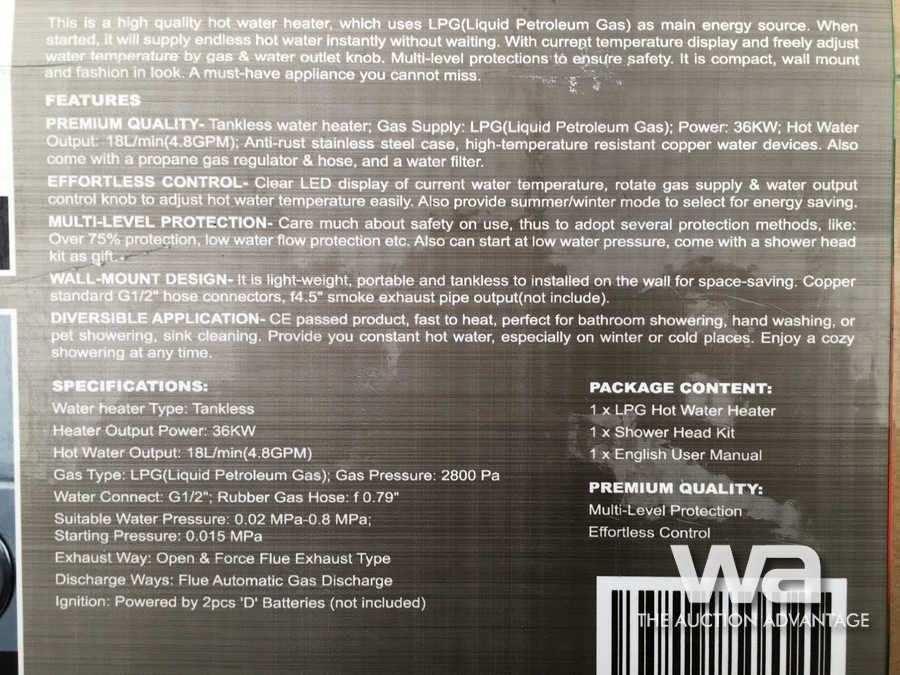 This is a high quality hot water heater, which uses LPG(Liquid Petroleum Gas) as main energy source. When
started, it will supply endless hot water instantly without waiting. With current temperature display and freely adjust
water temperature by gas & water outlet knob. Multi-level protections to ensure safety. It is compact, wall mount
and fashion in look. A must-have appliance you cannot miss.
FEATURES
PREMIUM QUALITY- Tankless water heater; Gas Supply: LPG(Liquid Petroleum Gas); Power: 36KW; Hot Water
Output: 18L/min(4.8GPM); Anti-rust stainless steel case, high-temperature resistant copper water devices. Also
come with a propane gas regulator & hose, and a water filter.
EFFORTLESS CONTROL- Clear LED display of current water temperature, rotate gas supply & water output
control knob to adjust hot water temperature easily. Also provide summer/winter mode to select for energy saving.
MULTI-LEVEL PROTECTION- Care much about safety on use, thus to adopt several protection methods, like:
Over 75% protection, low water flow protection etc. Also can start at low water pressure, come with a shower head
kit as gift.
WALL-MOUNT DESIGN- It is light-weight, portable and tankless to installed on the wall for space-saving. Copper
standard G1/2" hose connectors, f4.5" smoke exhaust pipe output(not include).
DIVERSIBLE APPLICATION- CE passed product, fast to heat, perfect for bathroom showering, hand washing, or
pet showering, sink cleaning. Provide you constant hot water, especially on winter or cold places. Enjoy a cozy
showering at any time.
SPECIFICATIONS:
Water heater Type: Tankless
Heater Output Power: 36KW
Hot Water Output: 18L/min(4.8GPM)
Gas Type: LPG(Liquid Petroleum Gas); Gas Pressure: 2800 Pa
Water Connect: G1/2"; Rubber Gas Hose: f 0.79"
Suitable Water Pressure: 0.02 MPa-0.8 MPa;
Starting Pressure: 0.015 MPa
Exhaust Way: Open & Force Flue Exhaust Type
Discharge Ways: Flue Automatic Gas Discharge
Ignition: Powered by 2pcs 'D' Batteries (not included)
PACKAGE CONTENT:
1 x LPG Hot Water Heater
1 x Shower Head Kit
1 x English User Manual
PREMIUM QUALITY:
Multi-Level Protection
Effortless Control
wa
THE AUCTION ADVANTAGE